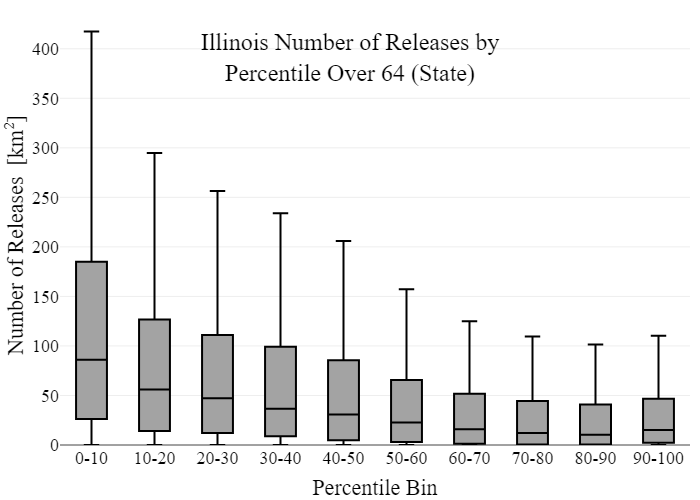 Illinois Number of Releases by
Percentile Over 64 (State)
Number of Releases [km²]
400
350
300
250
200
150
100
50
0
0-10 10-20 20-30 30-40 40-50 50-60 60-70 70-80 80-90 90-100
Percentile Bin